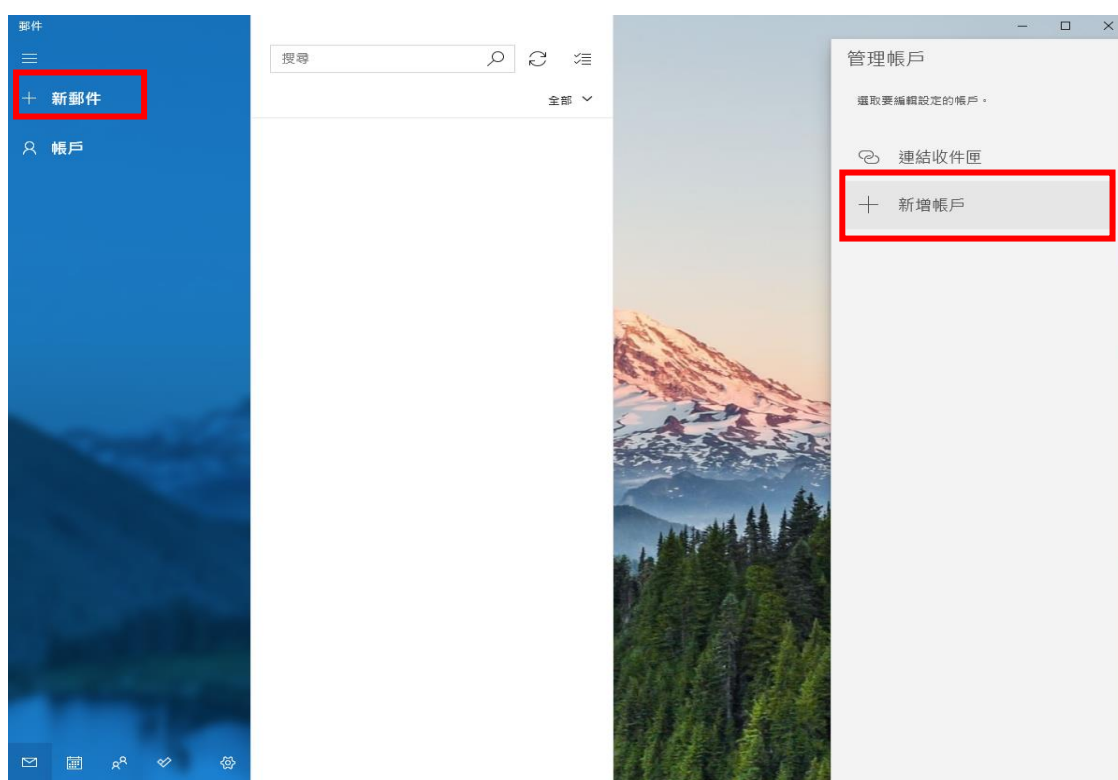 郵件
新郵件
帳戶
搜尋
全部
管理帳戶
選取要編輯設定的帳戶。
連結收件匣
新增帳戶